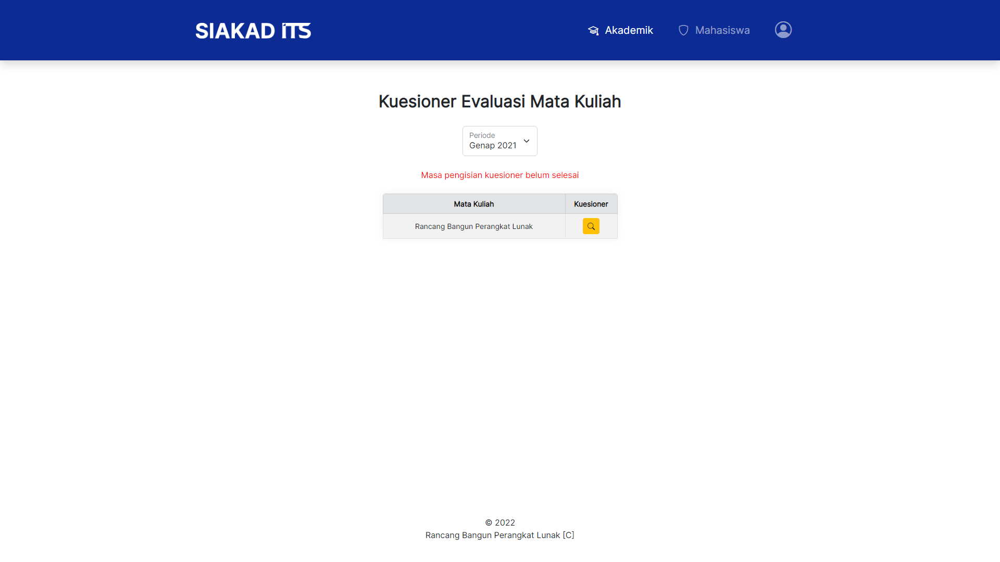 SIAKAD ITS
Akademik
Mahasiswa
Kuesioner Evaluasi Mata Kuliah
Periode
Genap 2021
Masa pengisian kuesioner belum selesai
Mata Kuliah
Kuesioner
Rancang Bangun Perangkat Lunak
© 2022
Rancang Bangun Perangkat Lunak [C]